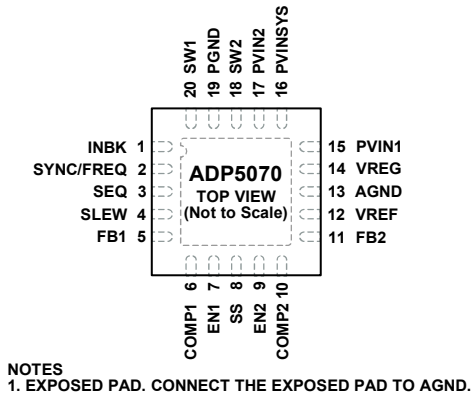 20 SW1
19 PGND
18 SW2
17 PVIN2
16 PVINSYS
INBK 1
SYNC/FREQ 2
SEQ 3
SLEW 4
FB1 5
ADP5070
TOP VIEW
(Not to Scale)
15 PVIN1
14 VREG
13 AGND
12 VREF
11 FB2
COMP1 6
EN1 7
SS 8
EN2 9
COMP2 10
NOTES
1. EXPOSED PAD. CONNECT THE EXPOSED PAD TO AGND.